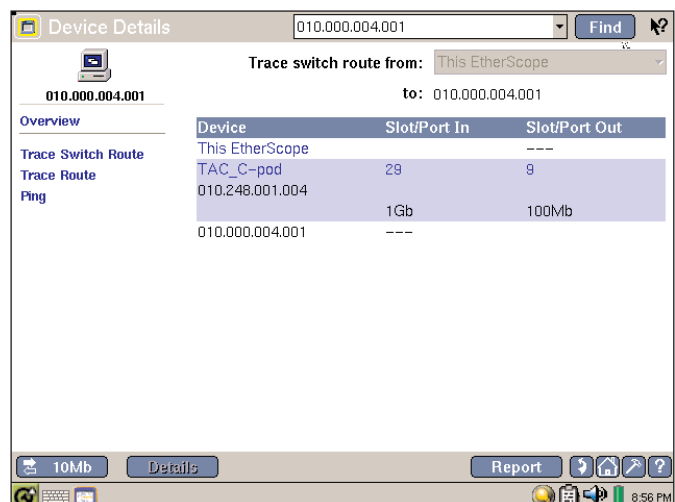 Device Details 010.000.004.001 Find
Trace switch route from: This EtherScope
010.000.004.001 to: 010.000.004.001
Overview
Trace Switch Route
Trace Route
Ping
Device Slot/Port In Slot/Port Out
This EtherScope ---
TAC_C-pod 29 9
010.248.001.004
1Gb 100Mb
010.000.004.001 ---
10Mb Details Report ?
8:56 PM